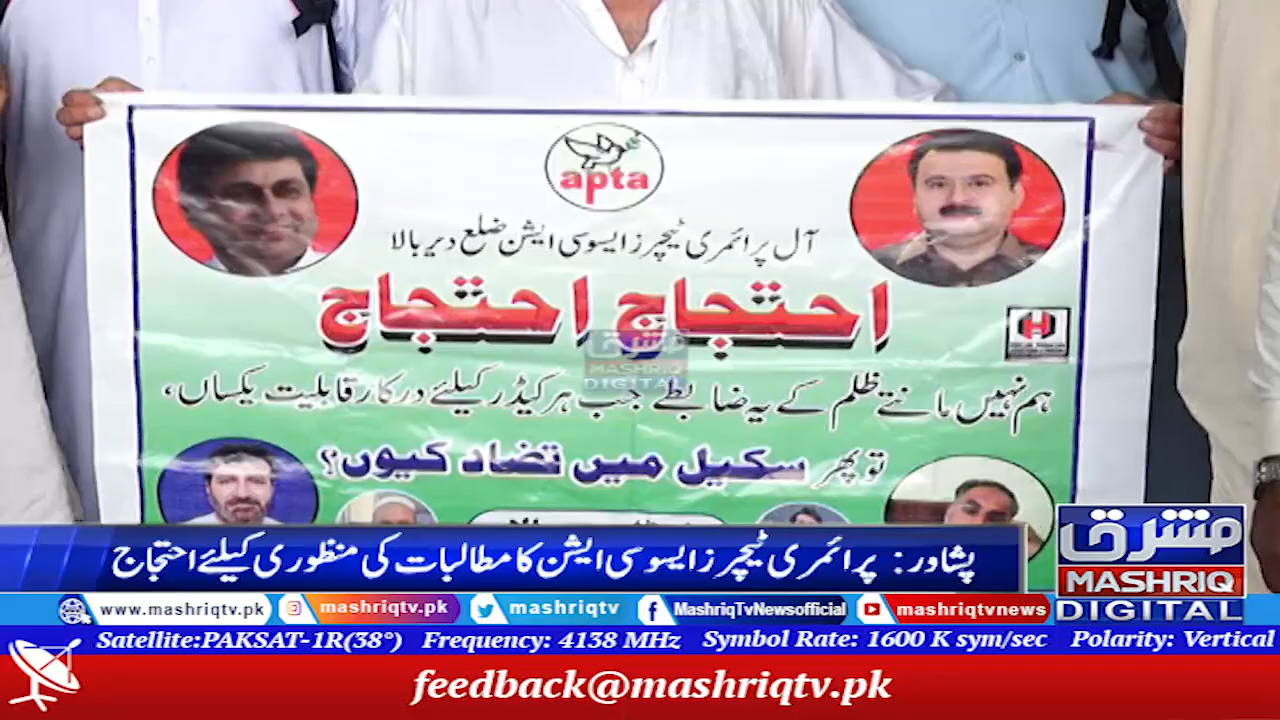 apta
آل پرائمری ٹیچرز ایسوسی ایشن ضلع دیر بالا
احتجاج احتجاج
مشرق
MASHRIQ
DIGITAL
ہم نہیں مانتے ظلم کے یہ ضابطے جب ہر کیڈر کیلئے درکار قابلیت یکساں،
تو پھر سکیل میں تضاد کیوں؟
پشاور: پرائمری ٹیچرز ایسوسی ایشن کا مطالبات کی منظوری کیلئے احتجاج
مشرق
MASHRIQ
DIGITAL
www.mashriqtv.pk mashriqtv.pk mashriqtv MashriqTvNewsofficial mashriqtvnews
Satellite:PAKSAT-1R(38°) Frequency: 4138 MHz Symbol Rate: 1600 K sym/sec Polarity: Vertical
feedback@mashriqtv.pk